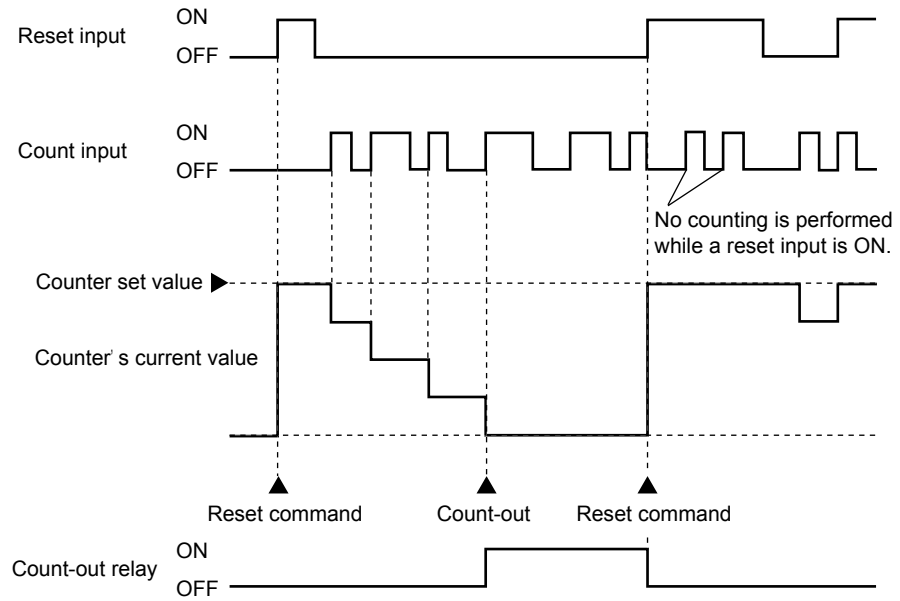 ON
Reset input
OFF
ON
Count input
OFF
No counting is performed
while a reset input is ON.
Counter set value
Counter's current value
Reset command
Count-out
Reset command
ON
Count-out relay
OFF